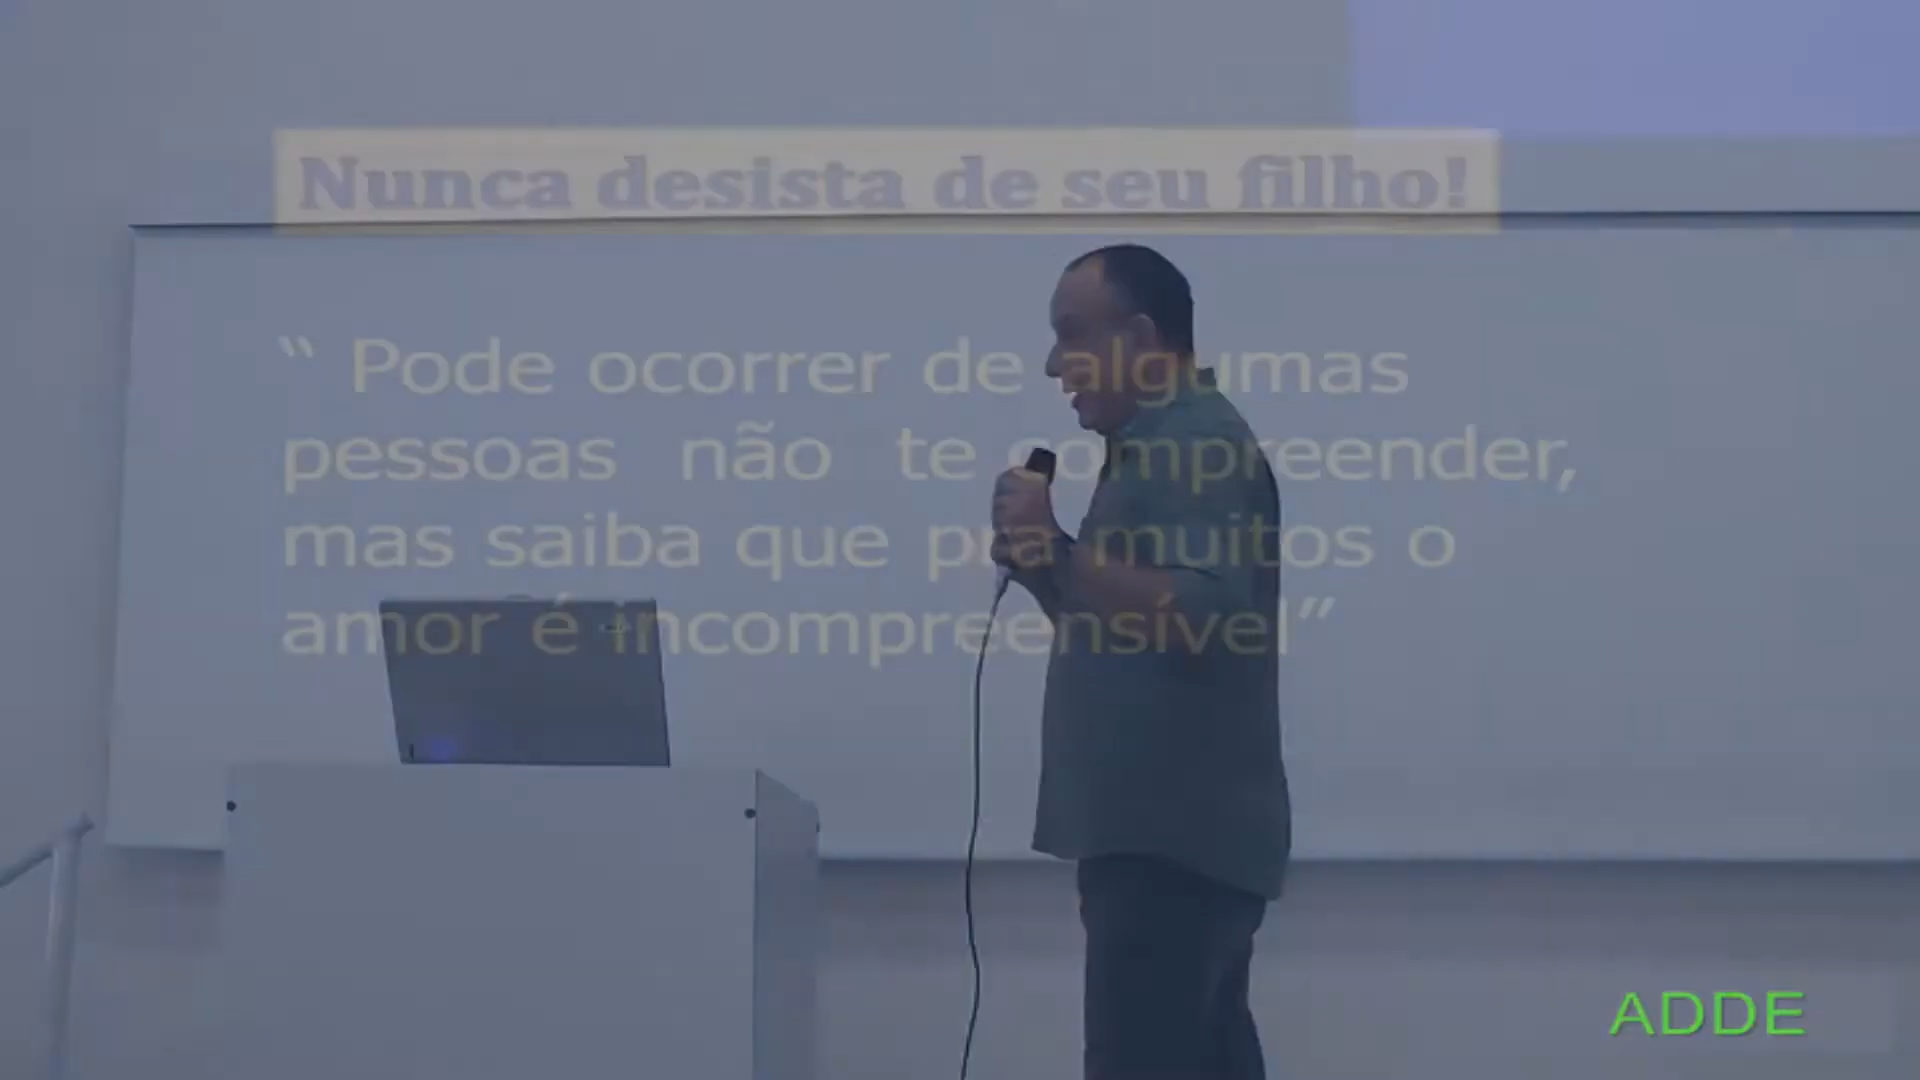 Nunca desista de seu filho!
“ Pode ocorrer de algumas
pessoas não te compreender,
mas saiba que pra muitos o
amor é incompreensível”
ADDE